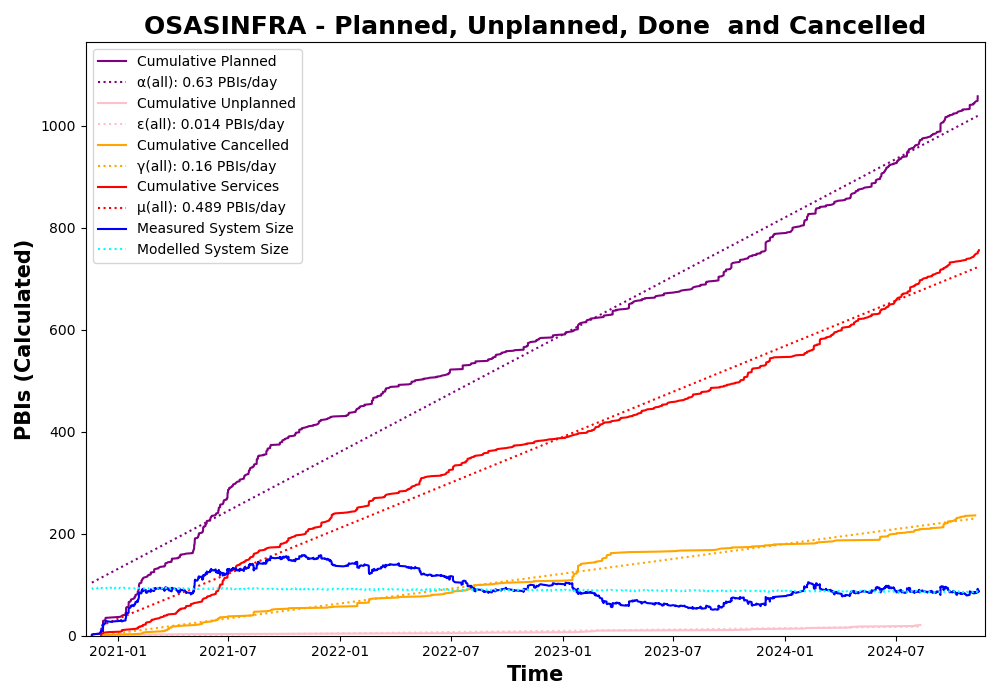 OSASINFRA - Planned, Unplanned, Done  and Cancelled
Cumulative Planned
α(all): 0.63 PBIs/day
Cumulative Unplanned
ε(all): 0.014 PBIs/day
Cumulative Cancelled
γ(all): 0.16 PBIs/day
Cumulative Services
μ(all): 0.489 PBIs/day
Measured System Size
Modelled System Size
PBIs (Calculated)
1000
800
600
400
200
0
2021-01
2021-07
2022-01
2022-07
2023-01
2023-07
2024-01
2024-07
Time